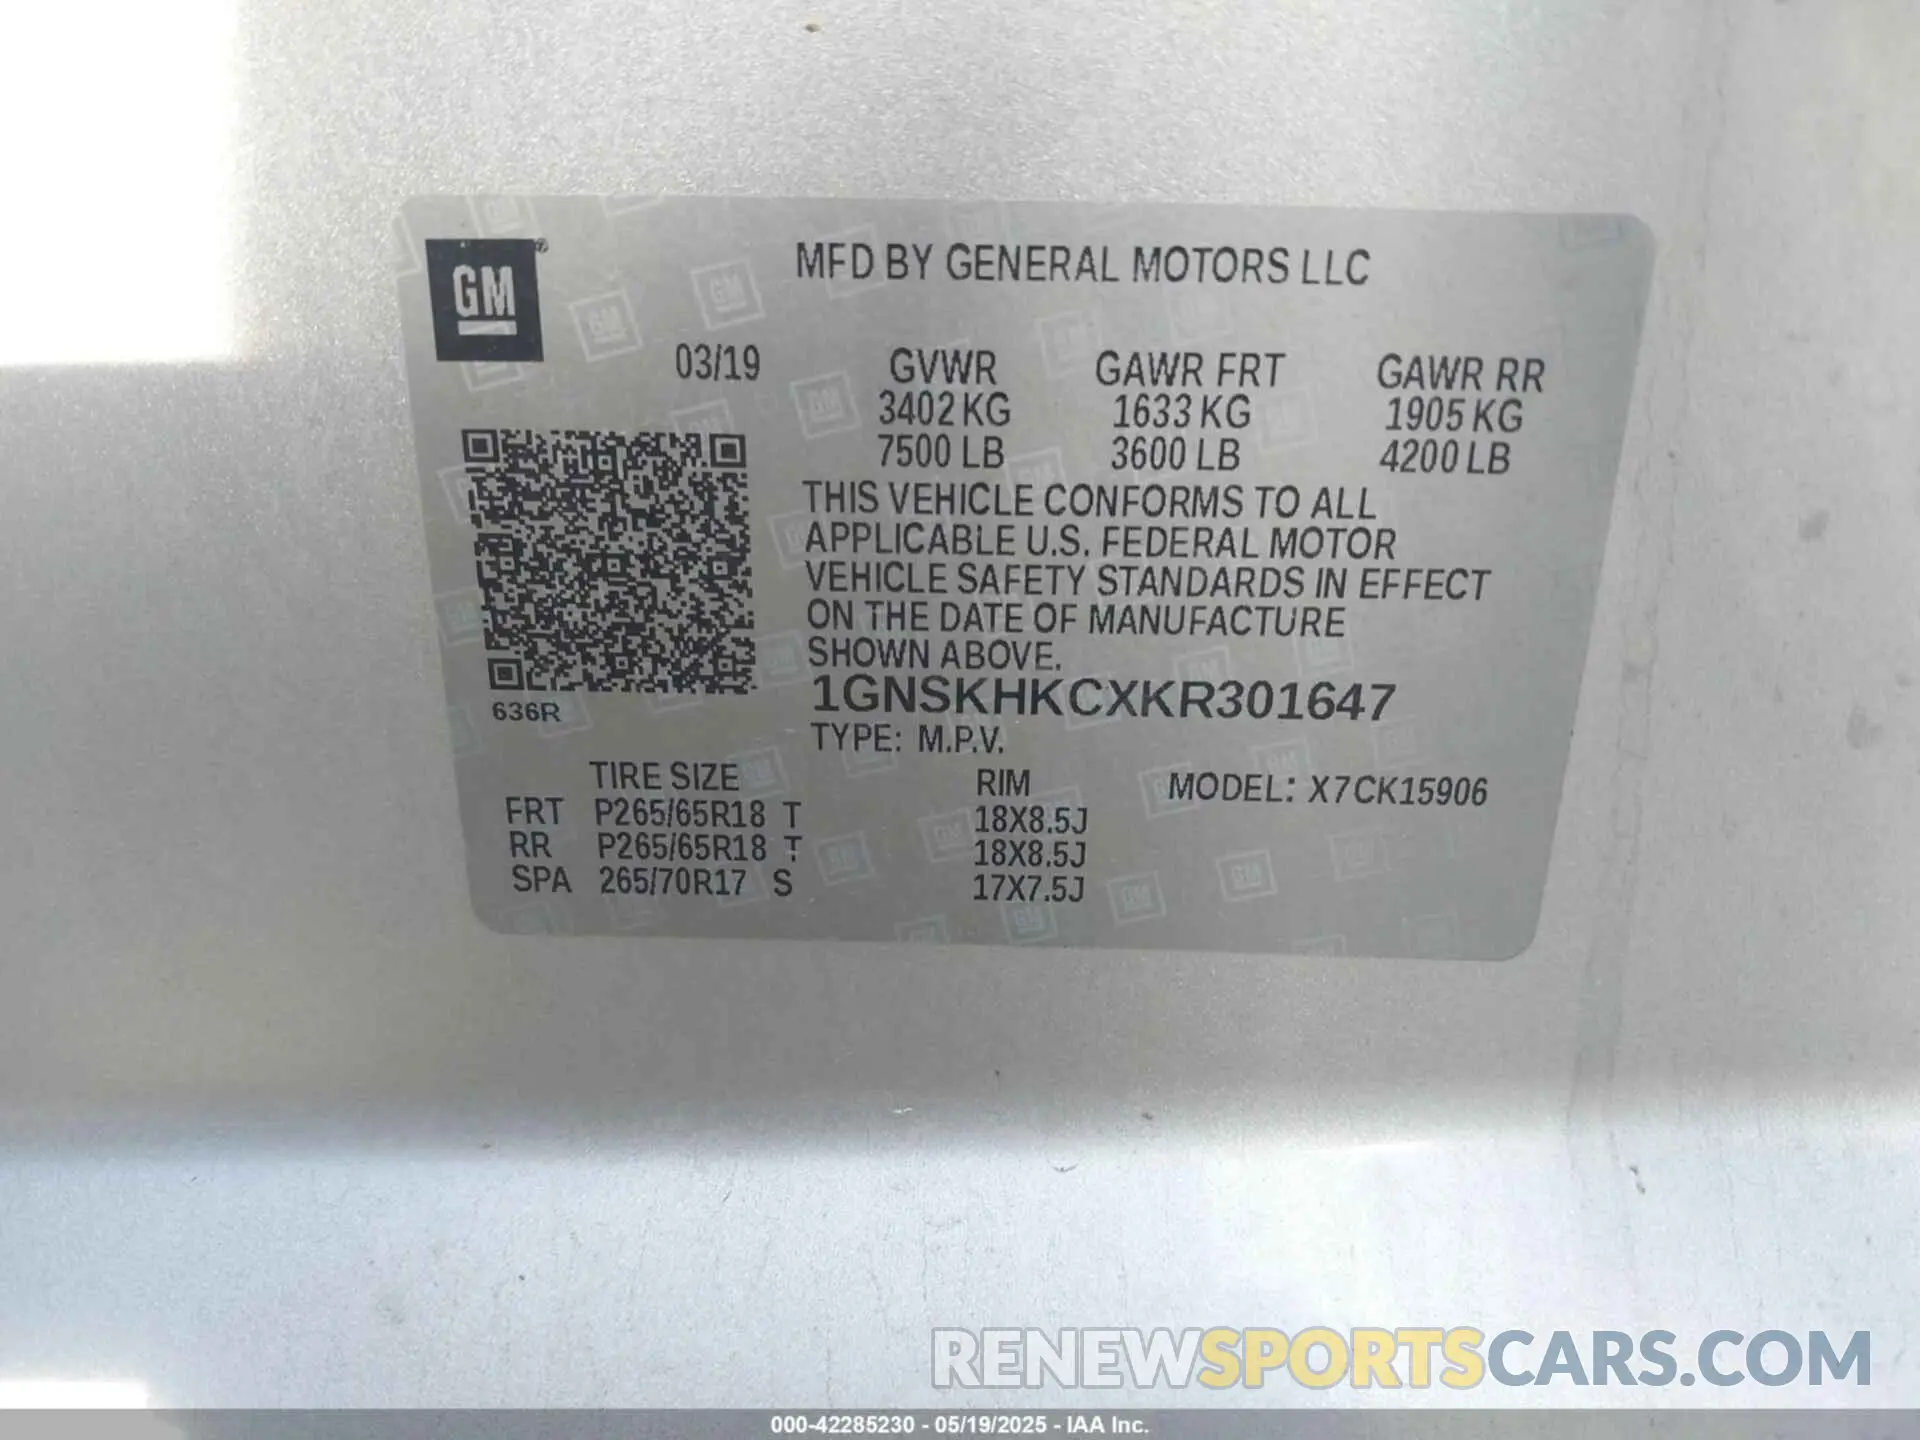 GM®
MFD BY GENERAL MOTORS LLC
03/19 GVWR GAWR FRT GAWR RR
3402 KG 1633 KG 1905 KG
7500 LB 3600 LB 4200 LB
THIS VEHICLE CONFORMS TO ALL
APPLICABLE U.S. FEDERAL MOTOR
VEHICLE SAFETY STANDARDS IN EFFECT
ON THE DATE OF MANUFACTURE
SHOWN ABOVE.
636R
1GNSKHKCXKR301647
TYPE: M.P.V.
TIRE SIZE RIM MODEL: X7CK15906
FRT P265/65R18 T 18X8.5J
RR P265/65R18 T 18X8.5J
SPA 265/70R17 S 17X7.5J
RENEWSPORTSCARS.COM
000-42285230 - 05/19/2025 - IAA Inc.